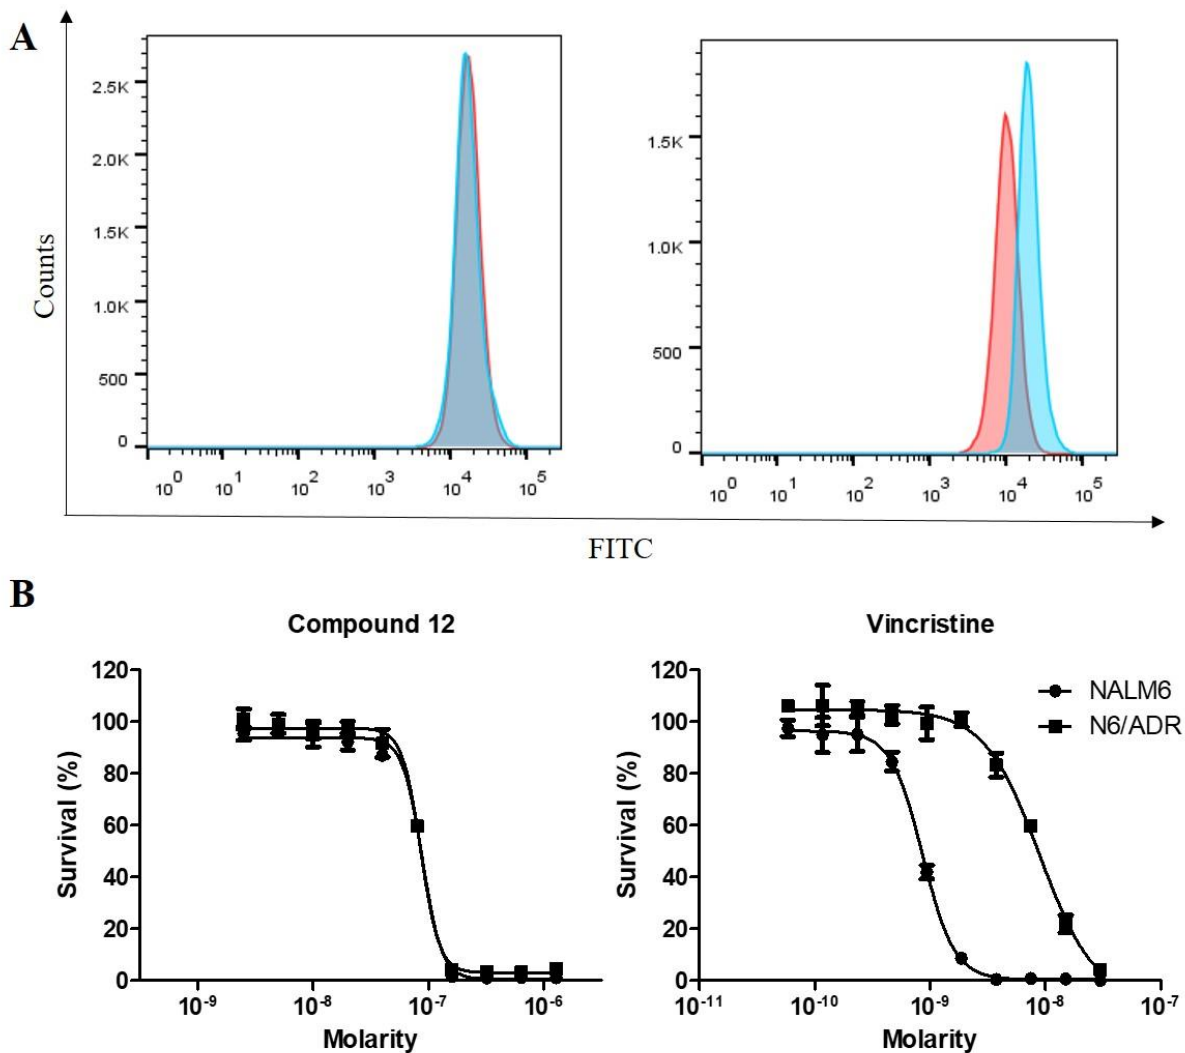 A
Counts
2.5K
2.0K
1.5K
1.0K
500
0
10^0 10^1 10^2 10^3 10^4 10^5
1.5K
1.0K
500
0
10^0 10^1 10^2 10^3 10^4 10^5
FITC
B
Compound 12
Survival (%)
120
100
80
60
40
20
0
10^-9 10^-8 10^-7 10^-6
Molarity
Vincristine
Survival (%)
120
100
80
60
40
20
0
10^-11 10^-10 10^-9 10^-8 10^-7
Molarity
NALM6
N6/ADR